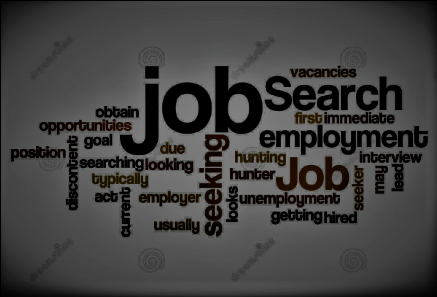 vacancies
job Search
obtain
opportunities first immediate
goal employment
position due
searching looking hunting interview
discontent seeking Job
typically hunter seeker may lead
act current employer looks unemployment
usually getting hired
dreamstime